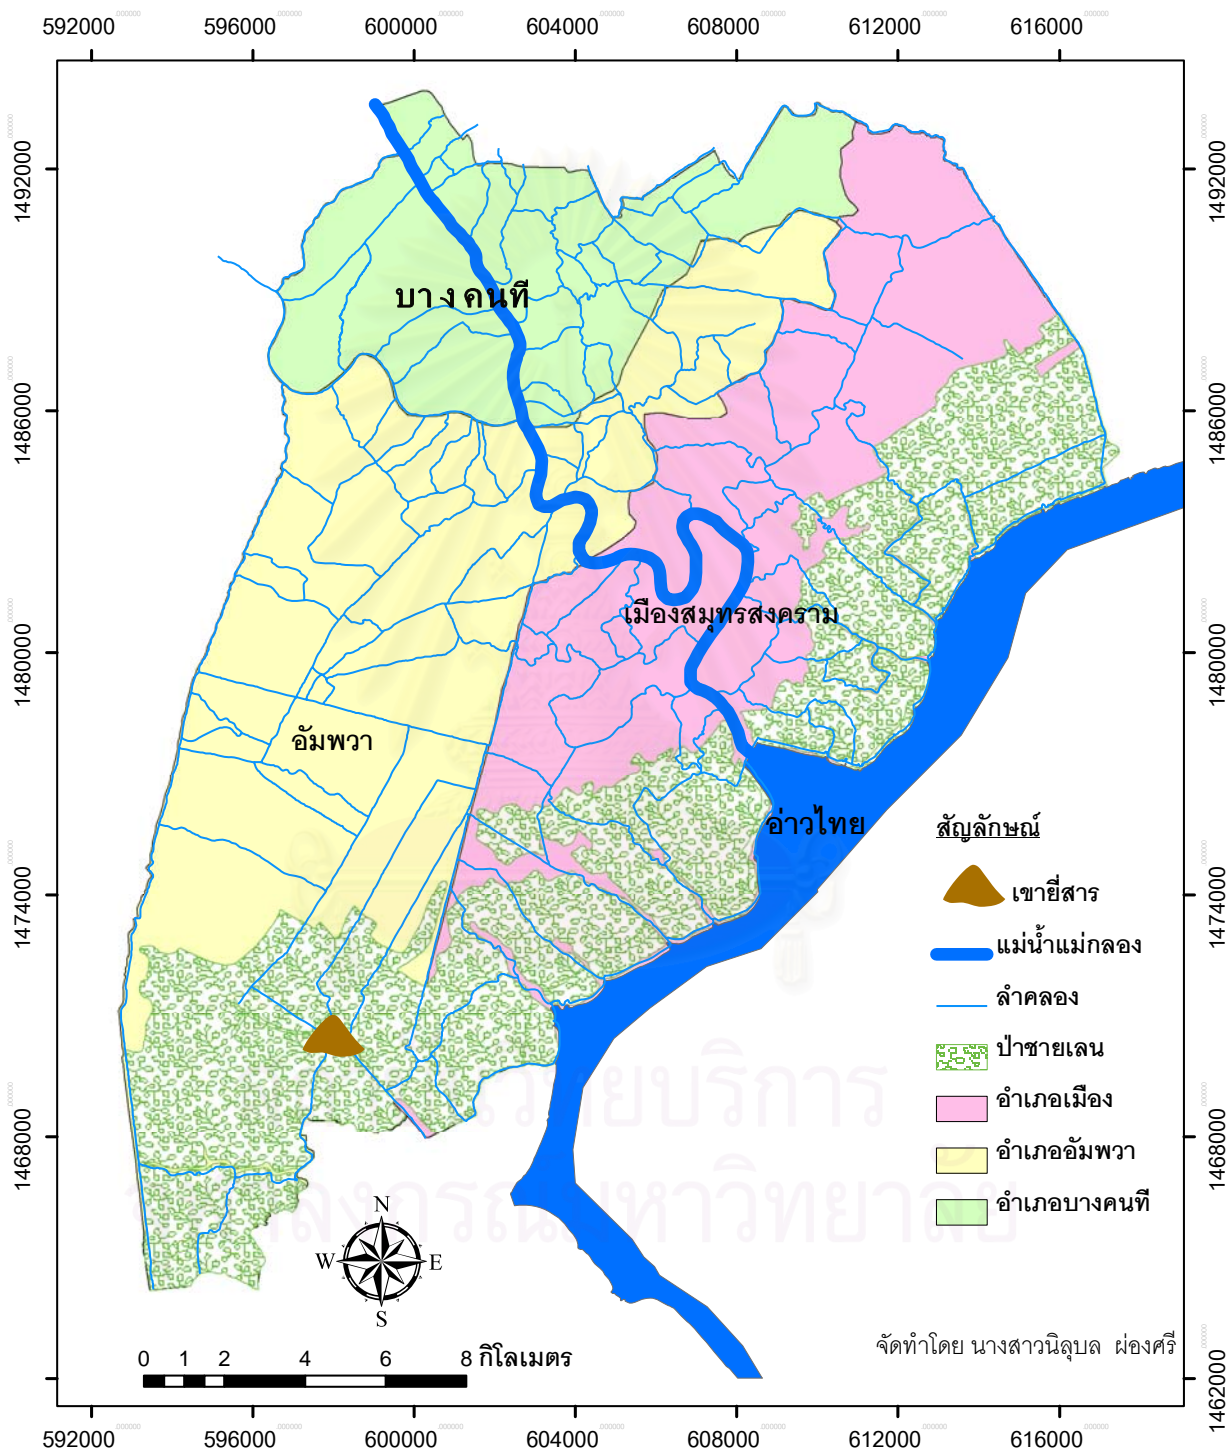 592000 596000 600000 604000 608000 612000 616000
1492000 1492000
บางคนที
1486000 1486000
เมืองสมุทรสงคราม
1480000 1480000
อัมพวา
อ่าวไทย
สัญลักษณ์
เขายี่สาร
1474000 1474000
แม่น้ำแม่กลอง
ลำคลอง
ป่าชายเลน
อำเภอเมือง
1468000 1468000
อำเภออัมพวา
อำเภอบางคนที
N
W E
S
จัดทำโดย นางสาวนิลุบล ผ่องศรี
0 1 2 4 6 8 กิโลเมตร
1462000
592000 596000 600000 604000 608000 612000 616000